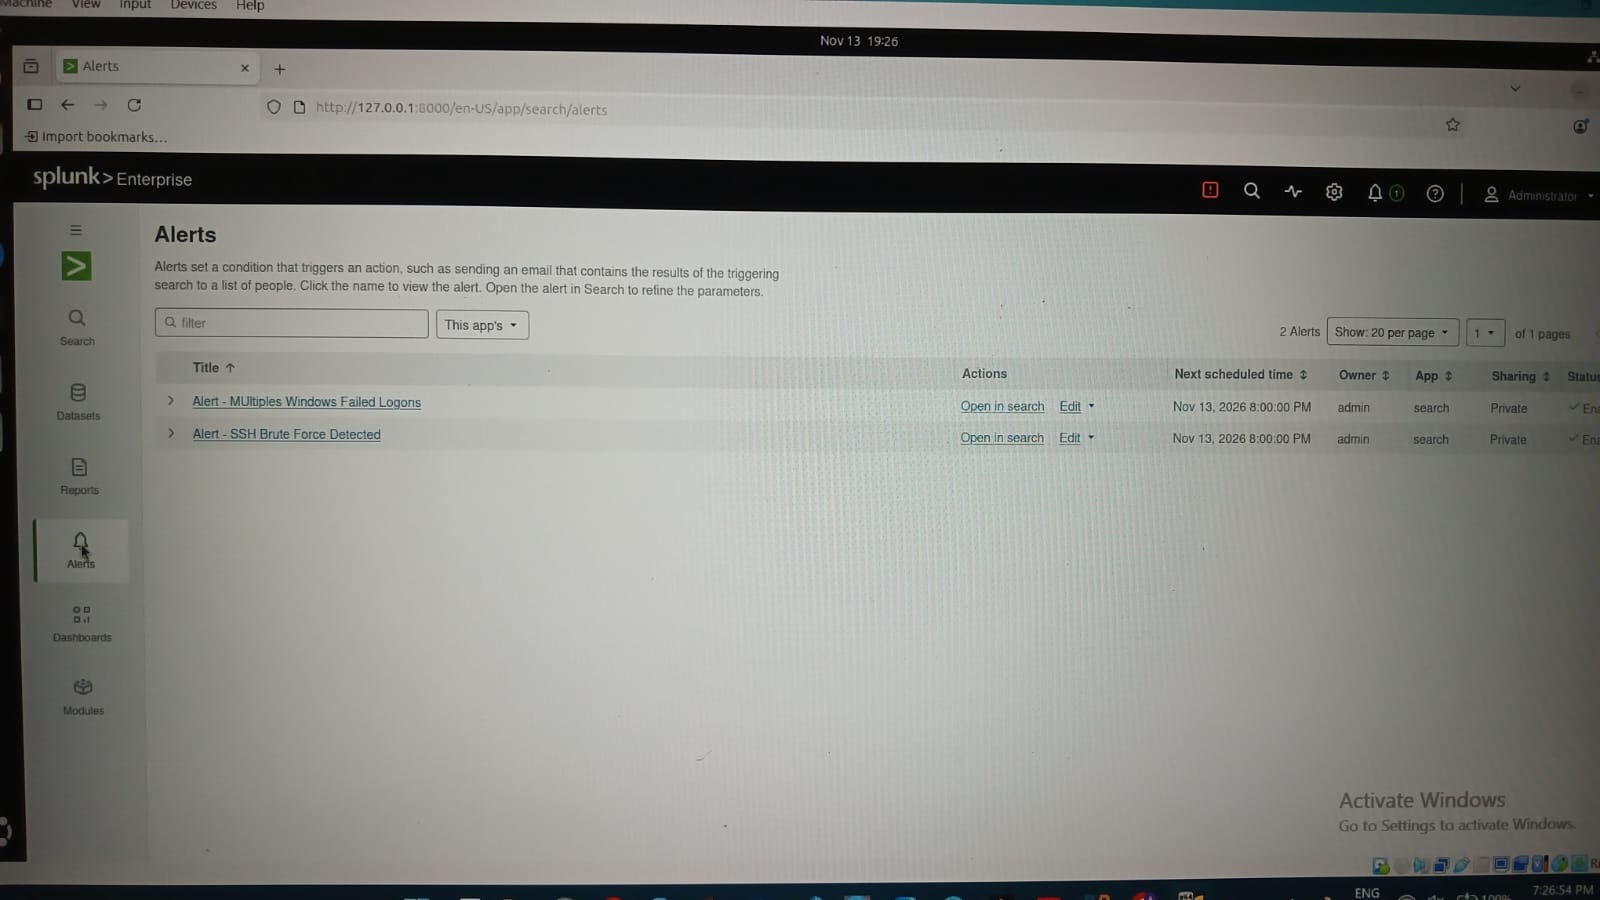 Machine View Input Devices Help
Nov 13 19:26
Alerts
http://127.0.0.1:8000/en-US/app/search/alerts
Import bookmarks...
splunk>Enterprise
1
Administrator
Alerts
Alerts set a condition that triggers an action, such as sending an email that contains the results of the triggering
search to a list of people. Click the name to view the alert. Open the alert in Search to refine the parameters.
filter
This app's
2 Alerts
Show: 20 per page
1
of 1 pages
Title
Actions
Next scheduled time
Owner
App
Sharing
Status
Alert - MUltiples Windows Failed Logons
Open in search
Edit
Nov 13, 2026 8:00:00 PM
admin
search
Private
Ena
Alert - SSH Brute Force Detected
Open in search
Edit
Nov 13, 2026 8:00:00 PM
admin
search
Private
Ena
Search
Datasets
Reports
Alerts
Dashboards
Modules
Activate Windows
Go to Settings to activate Windows.
ENG
100%
7:26:54 PM